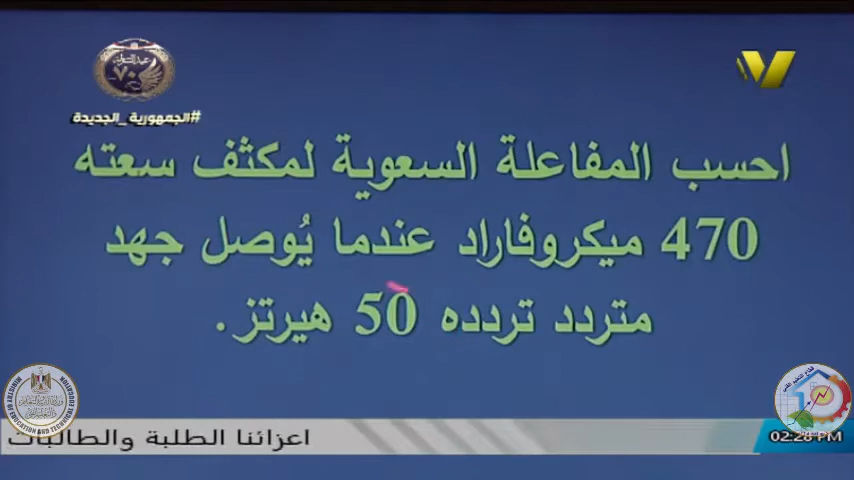 #الجمهورية_الجديدة
احسب المفاعلة السعوية لمكثف سعته
470 ميكروفاراد عندما يُوصل جهد
متردد تردده 50 هيرتز.
اعزائنا الطلبة والطالبات
02:28 PM